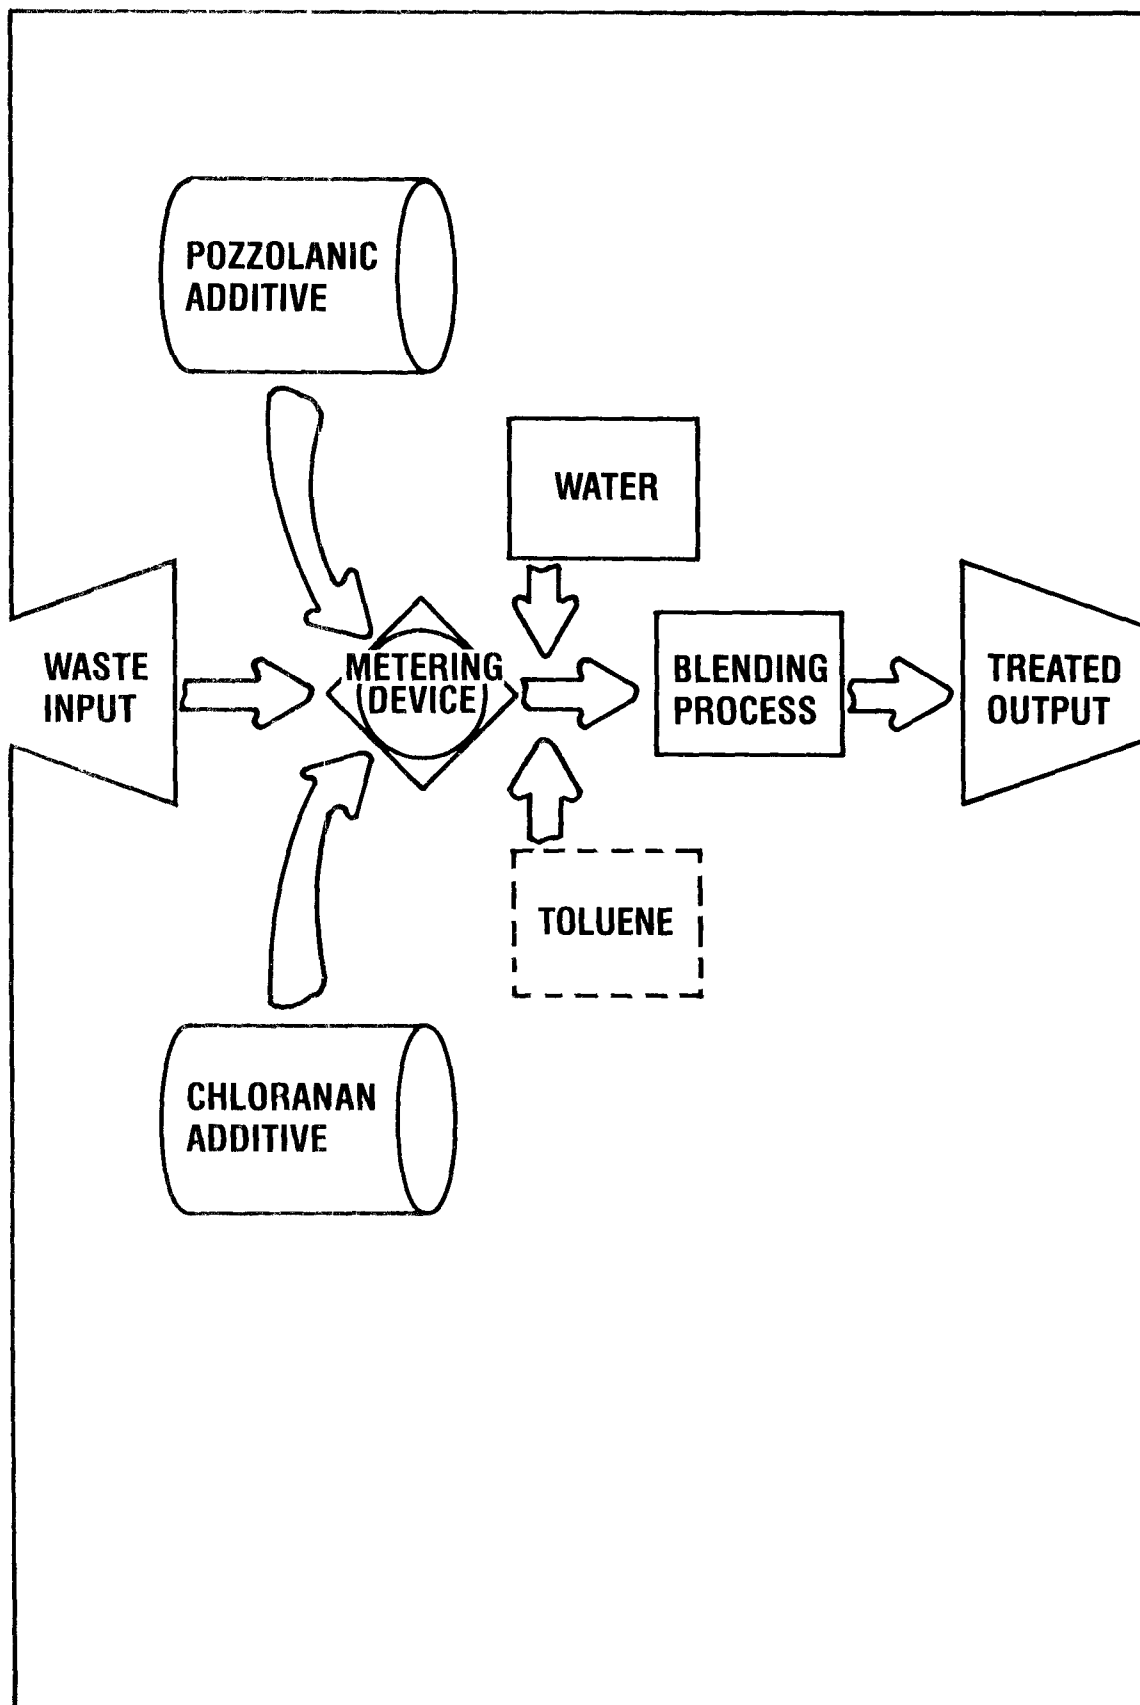 POZZOLANIC
ADDITIVE
WATER
WASTE
INPUT
METERING
DEVICE
BLENDING
PROCESS
TREATED
OUTPUT
TOLUENE
CHLORANAN
ADDITIVE